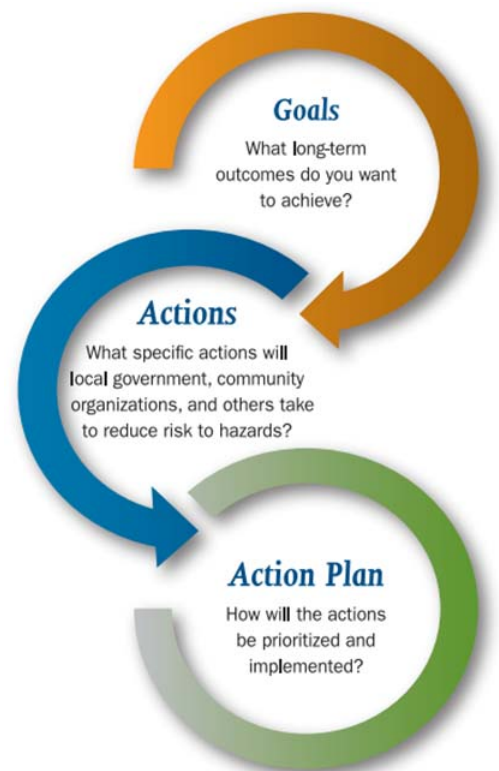 Goals
What long-term
outcomes do you want
to achieve?
Actions
What specific actions will
local government, community
organizations, and others take
to reduce risk to hazards?
Action Plan
How will the actions
be prioritized and
implemented?